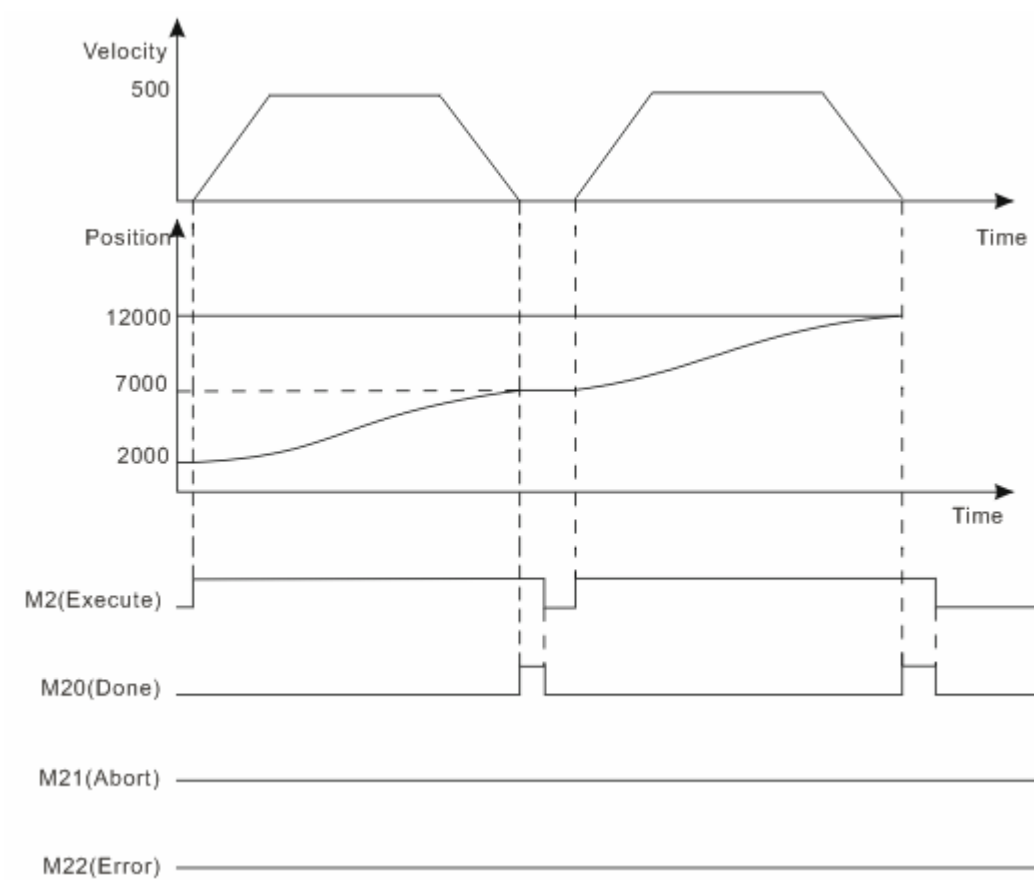 Velocity
500
Time
Position
12000
7000
2000
Time
M2(Execute)
M20(Done)
M21(Abort)
M22(Error)